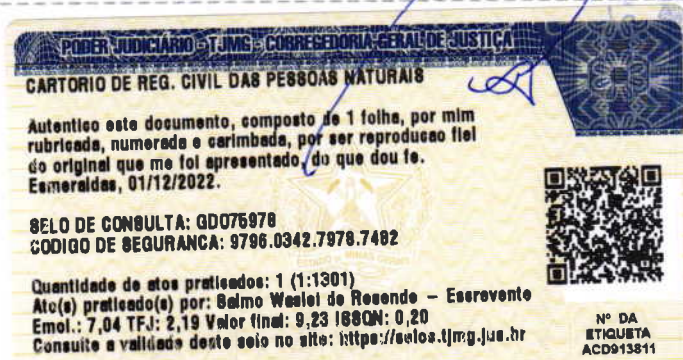 PODER JUDICIÁRIO - TJMG - CORREGEDORIA-GERAL DE JUSTIÇA
CARTORIO DE REG. CIVIL DAS PESSOAS NATURAIS
Autentico este documento, composto de 1 folha, por mim
rubricada, numerada e carimbada, por ser reproducao fiel
do original que me foi apresentado, do que dou fe.
Esmeraldas, 01/12/2022.
SELO DE CONSULTA: GDO75978
CODIGO DE SEGURANCA: 9796.0342.7978.7482
Quantidade de atos praticados: 1 (1:1301)
Ato(s) praticado(s) por: Salmo Weslei de Resende - Escrevente
Emol.: 7,04 TFJ: 2,19 Valor final: 9,23 ISSQN: 0,20
Consulte a validade deste selo no site: https://selos.tjmg.jus.br
Nº DA
ETIQUETA
ACD913811